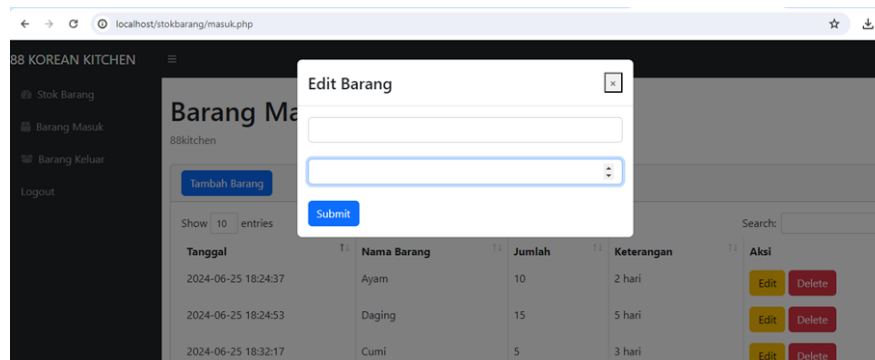 localhost/stokbarang/masuk.php
88 KOREAN KITCHEN
Stok Barang
Barang Masuk
Barang Keluar
Logout
Barang Ma
88kitchen
Tambah Barang
Edit Barang
×
Submit
Show 10 entries
Search:
Tanggal Nama Barang Jumlah Keterangan Aksi
2024-06-25 18:24:37 Ayam 10 2 hari Edit Delete
2024-06-25 18:24:53 Daging 15 5 hari Edit Delete
2024-06-25 18:32:17 Cumi 5 3 hari Edit Delete